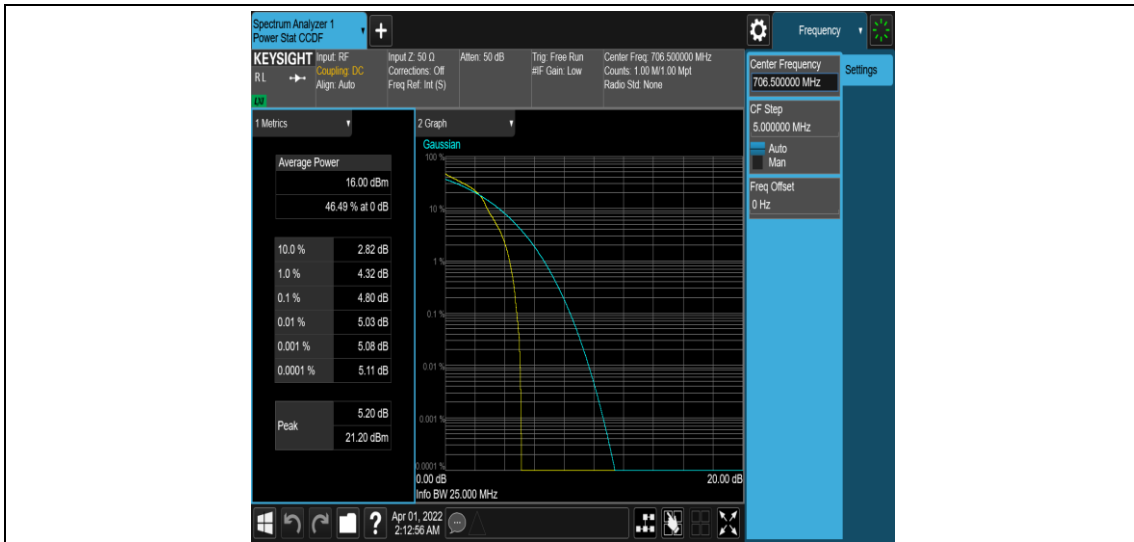 Spectrum Analyzer 1
Power Stat CCDF
+
Frequency
KEYSIGHT
RL
LXI
Input: RF
Coupling: DC
Align: Auto
Input Z: 50 Ω
Corrections: Off
Freq Ref: Int (S)
Atten: 50 dB
Trig: Free Run
#IF Gain: Low
Center Freq: 706.500000 MHz
Counts: 1.00 M/1.00 Mpt
Radio Std: None
Center Frequency
706.500000 MHz
Settings
CF Step
5.000000 MHz
Auto
Man
Freq Offset
0 Hz
1 Metrics
Average Power
16.00 dBm
46.49 % at 0 dB
10.0 % 2.82 dB
1.0 % 4.32 dB
0.1 % 4.80 dB
0.01 % 5.03 dB
0.001 % 5.08 dB
0.0001 % 5.11 dB
Peak
5.20 dB
21.20 dBm
2 Graph
Gaussian
100 %
10 %
1 %
0.1 %
0.01 %
0.001 %
0.0001 %
0.00 dB 20.00 dB
Info BW 25.000 MHz
?
Apr 01, 2022
2:12:56 AM